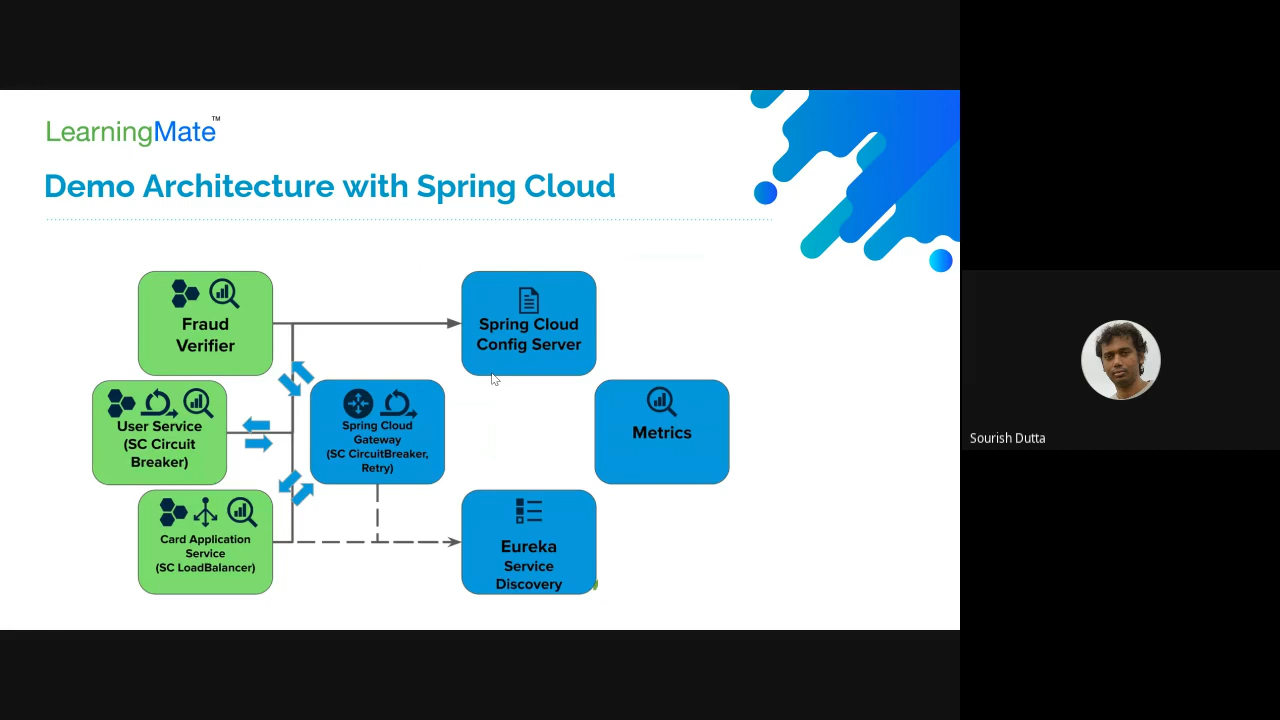 LearningMate™
Demo Architecture with Spring Cloud
Fraud
Verifier
Spring Cloud
Config Server
User Service
(SC Circuit
Breaker)
Spring Cloud
Gateway
(SC CircuitBreaker,
Retry)
Metrics
Card Application
Service
(SC LoadBalancer)
Eureka
Service
Discovery
Sourish Dutta